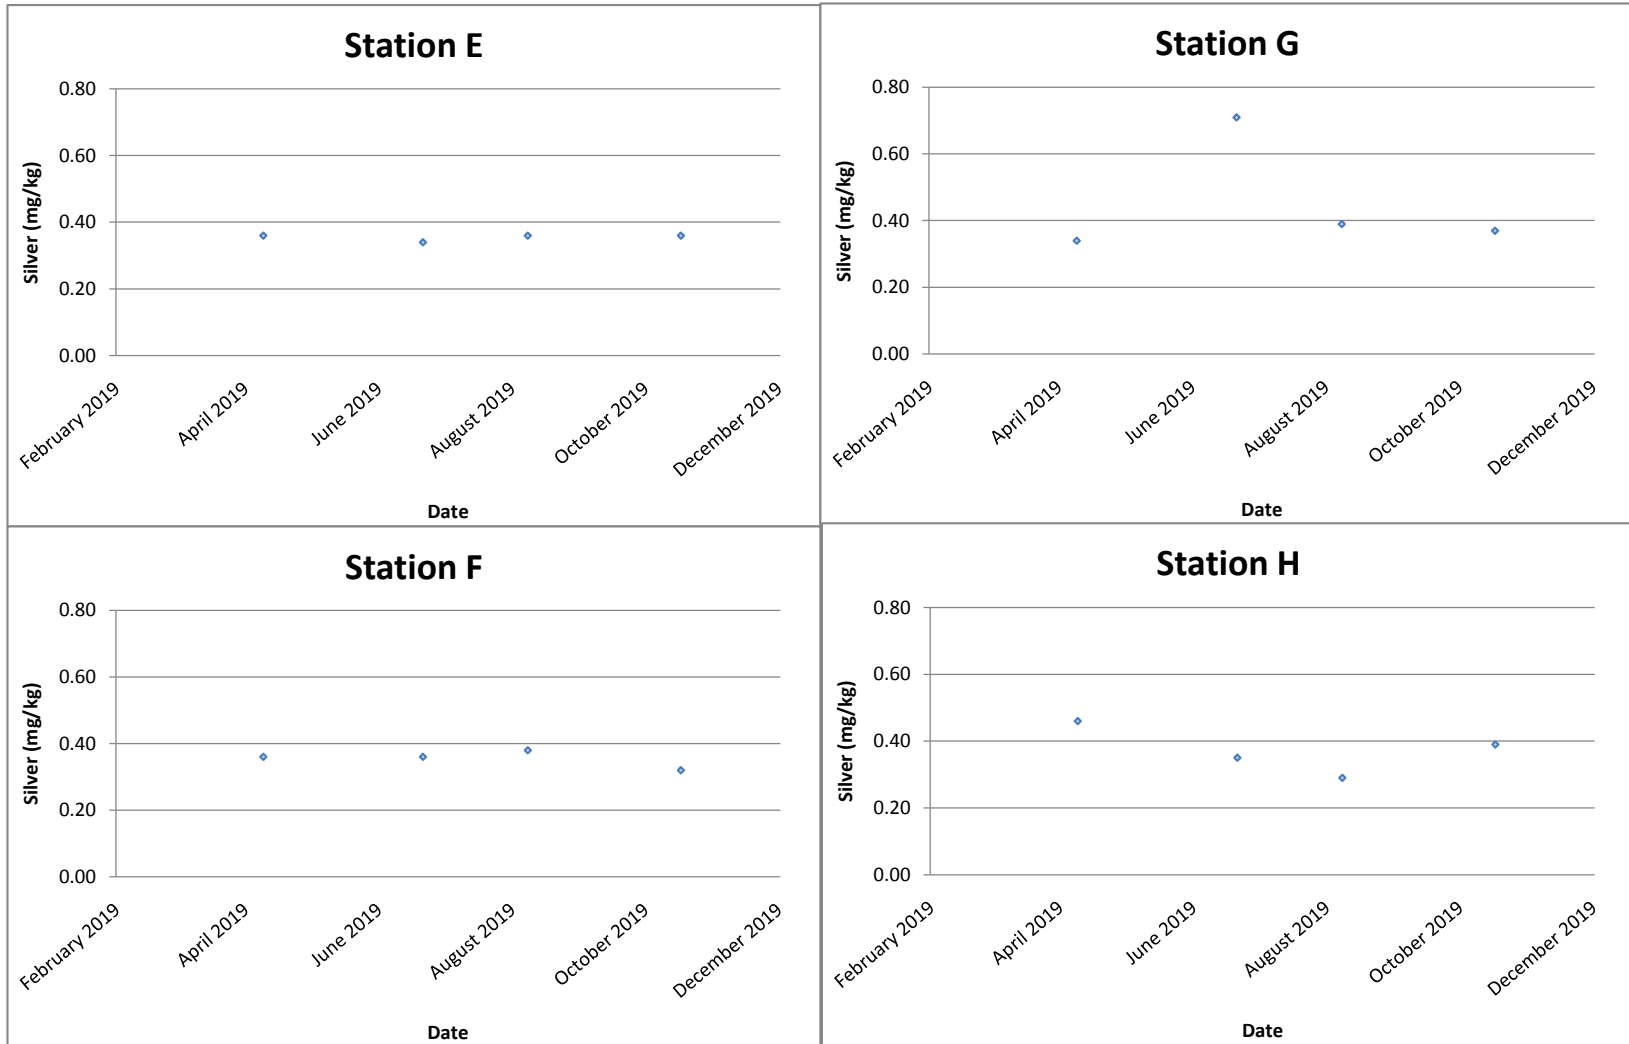 Station E
0.80
0.60
0.40
0.20
0.00
Silver (mg/kg)
February 2019
April 2019
June 2019
August 2019
October 2019
December 2019
Date
Station G
0.80
0.60
0.40
0.20
0.00
Silver (mg/kg)
February 2019
April 2019
June 2019
August 2019
October 2019
December 2019
Date
Station F
0.80
0.60
0.40
0.20
0.00
Silver (mg/kg)
February 2019
April 2019
June 2019
August 2019
October 2019
December 2019
Date
Station H
0.80
0.60
0.40
0.20
0.00
Silver (mg/kg)
February 2019
April 2019
June 2019
August 2019
October 2019
December 2019
Date